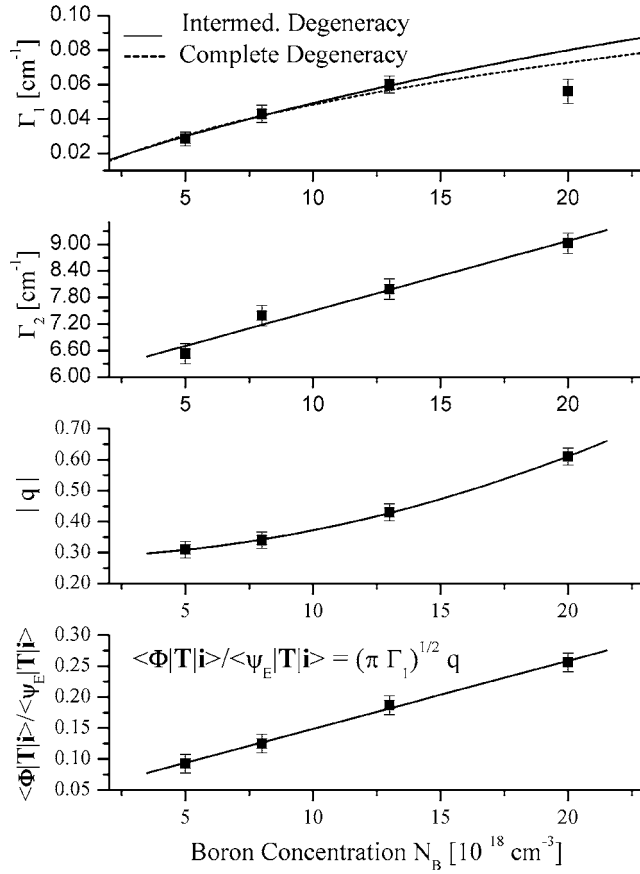 Intermed. Degeneracy
Complete Degeneracy
Γ1 [cm-1]
0.10
0.08
0.06
0.04
0.02
5 10 15 20
Γ2 [cm-1]
9.00
8.40
7.80
7.20
6.60
6.00
5 10 15 20
| q |
0.70
0.60
0.50
0.40
0.30
0.20
5 10 15 20
<Φ|T|i>/<ψE|T|i>
<Φ|T|i>/<ψE|T|i> = (π Γ1)1/2 q
0.30
0.25
0.20
0.15
0.10
0.05
5 10 15 20
Boron Concentration NB [10 18 cm-3]